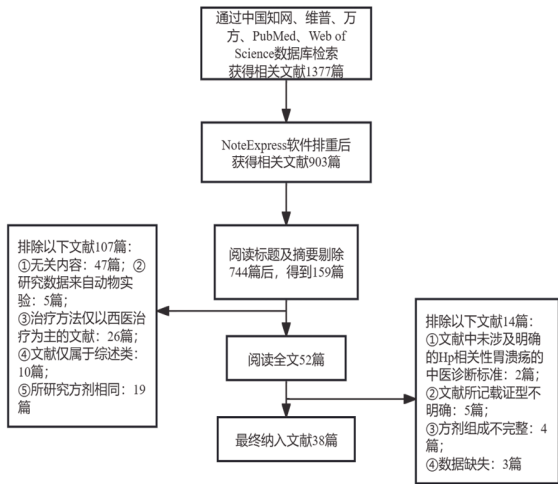 通过中国知网、维普、万
方、PubMed、Web of
Science数据库检索
获得相关文献1377篇
NoteExpress软件排重后
获得相关文献903篇
阅读标题及摘要剔除
744篇后，得到159篇
排除以下文献107篇：
①无关内容：47篇；②
研究数据来自动物实
验：5篇；
③治疗方法仅以西医治
疗为主的文献：26篇；
④文献仅属于综述类：
10篇；
⑤所研究方剂相同：19
篇
阅读全文52篇
排除以下文献14篇：
①文献中未涉及明确
的Hp相关性胃溃疡的
中医诊断标准：2篇；
②文献所记载证型不
明确：5篇；
③方剂组成不完整：4
篇；
④数据缺失：3篇
最终纳入文献38篇